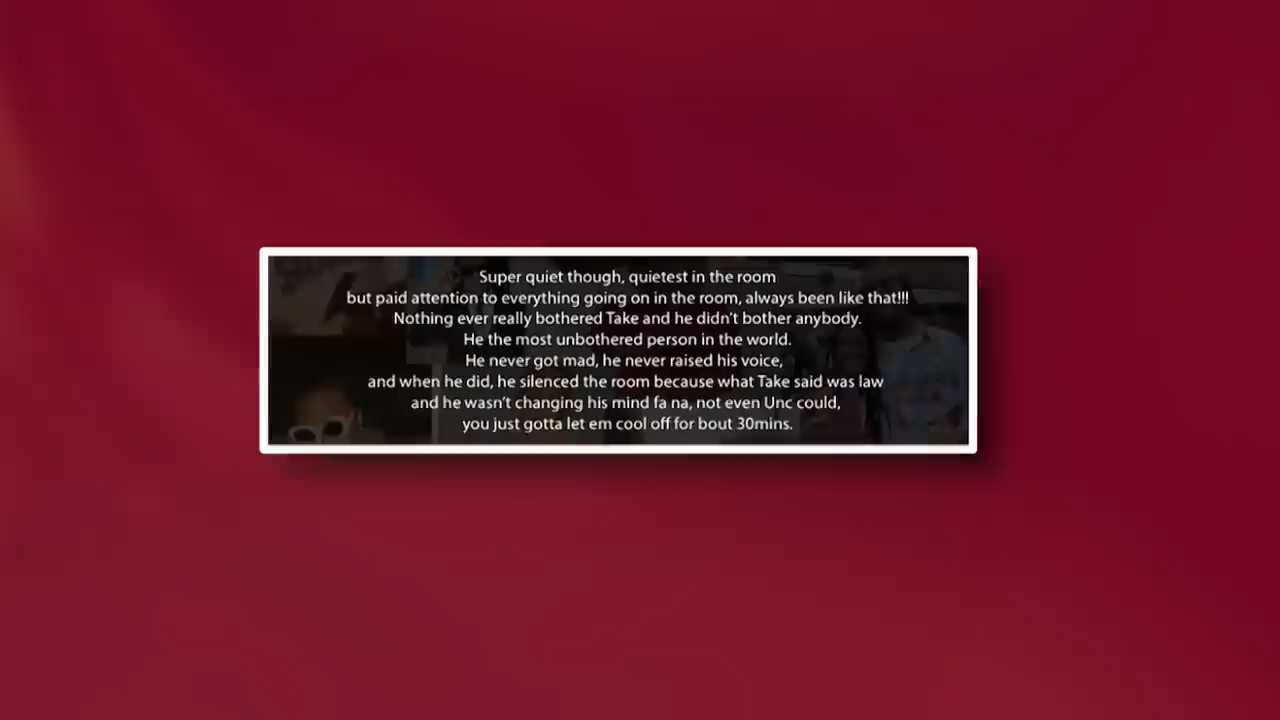 Super quiet though, quietest in the room
but paid attention to everything going on in the room, always been like that!!!
Nothing ever really bothered Take and he didn't bother anybody.
He the most unbothered person in the world.
He never got mad, he never raised his voice,
and when he did, he silenced the room because what Take said was law
and he wasn't changing his mind fa na, not even Unc could,
you just gotta let em cool off for bout 30mins.